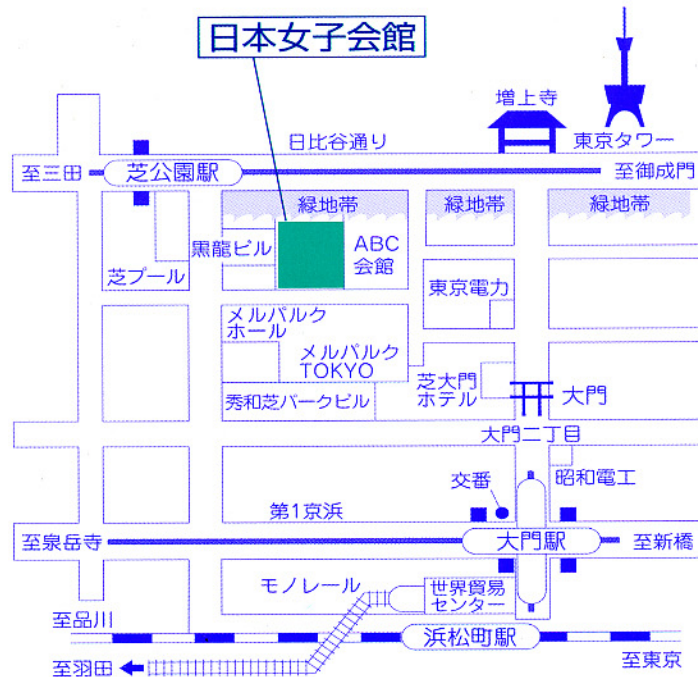 日本女子会館
増上寺
日比谷通り
東京タワー
至三田
芝公園駅
至御成門
緑地帯
緑地帯
緑地帯
黒龍ビル
ABC
会館
芝プール
東京電力
メルパルク
ホール
メルパルク
TOKYO
芝大門
ホテル
大門
秀和芝パークビル
大門二丁目
昭和電工
交番
第1京浜
至泉岳寺
大門駅
至新橋
モノレール
世界貿易
センター
至品川
浜松町駅
至東京
至羽田